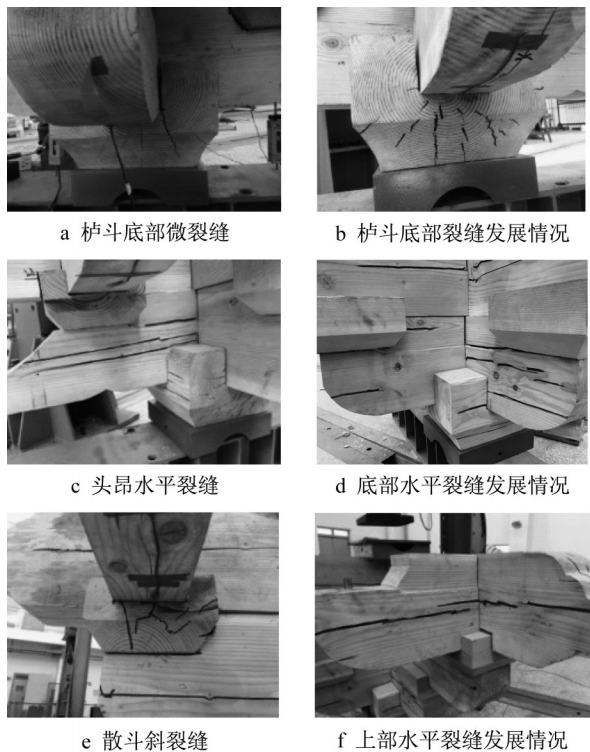 a 栌斗底部微裂缝
b 栌斗底部裂缝发展情况
c 头昂水平裂缝
d 底部水平裂缝发展情况
e 散斗斜裂缝
f 上部水平裂缝发展情况